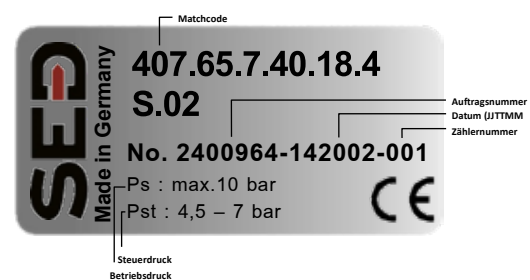 Matchcode
SED
Made in Germany
407.65.7.40.18.4
S.02
No. 2400964-142002-001
Ps : max.10 bar
Pst : 4,5 – 7 bar
CE
Auftragsnummer
Datum (JJTTMM
Zählernummer
Steuerdruck
Betriebsdruck